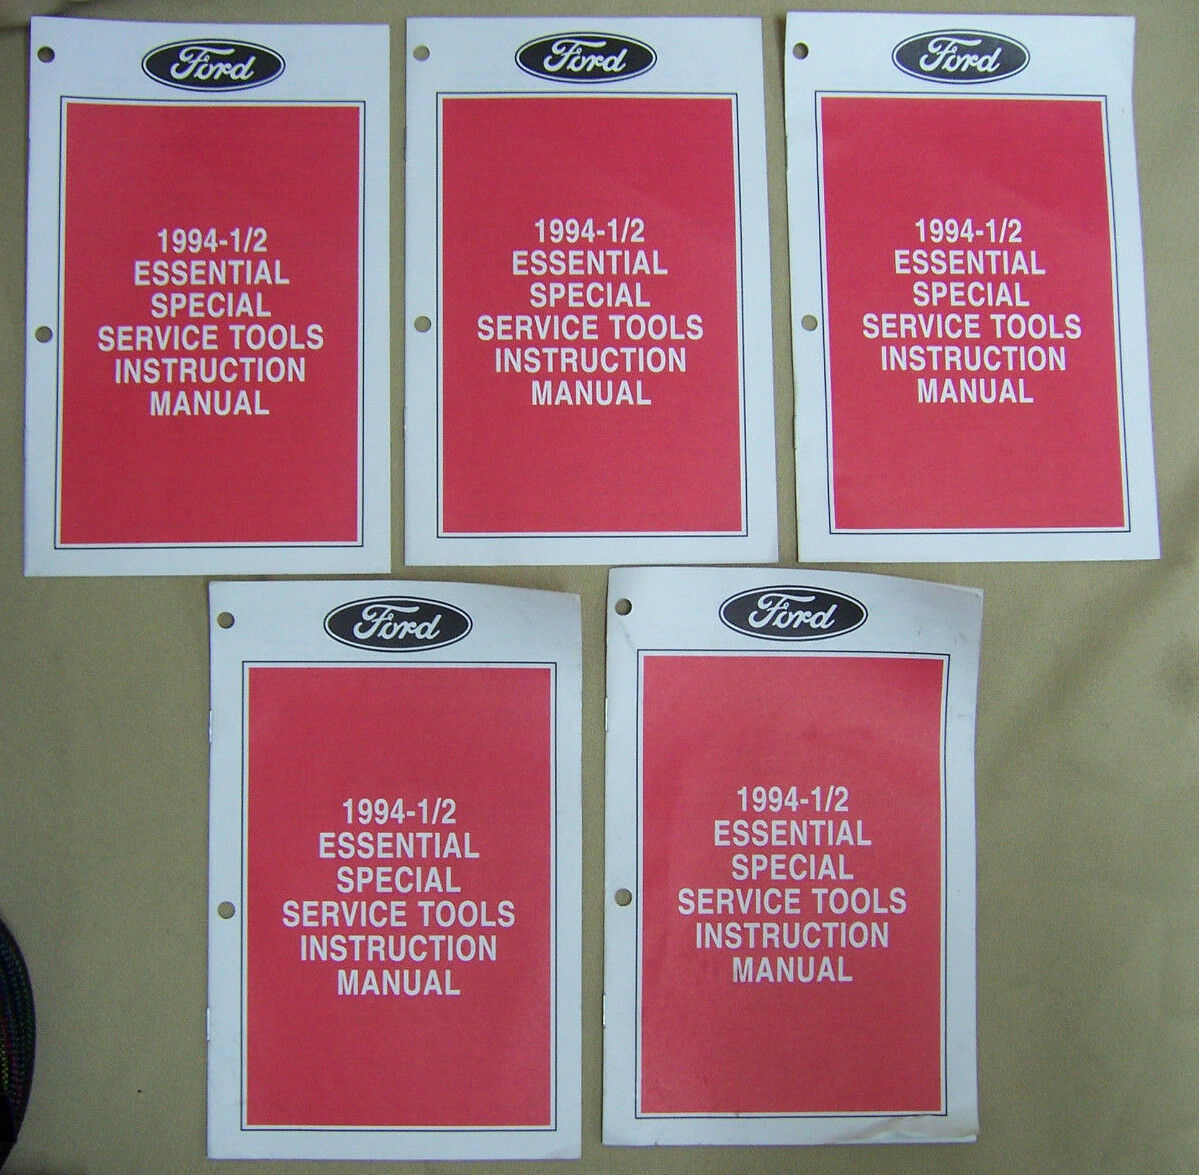 Ford
1994-1/2
ESSENTIAL
SPECIAL
SERVICE TOOLS
INSTRUCTION
MANUAL
Ford
1994-1/2
ESSENTIAL
SPECIAL
SERVICE TOOLS
INSTRUCTION
MANUAL
Ford
1994-1/2
ESSENTIAL
SPECIAL
SERVICE TOOLS
INSTRUCTION
MANUAL
Ford
1994-1/2
ESSENTIAL
SPECIAL
SERVICE TOOLS
INSTRUCTION
MANUAL
Ford
1994-1/2
ESSENTIAL
SPECIAL
SERVICE TOOLS
INSTRUCTION
MANUAL